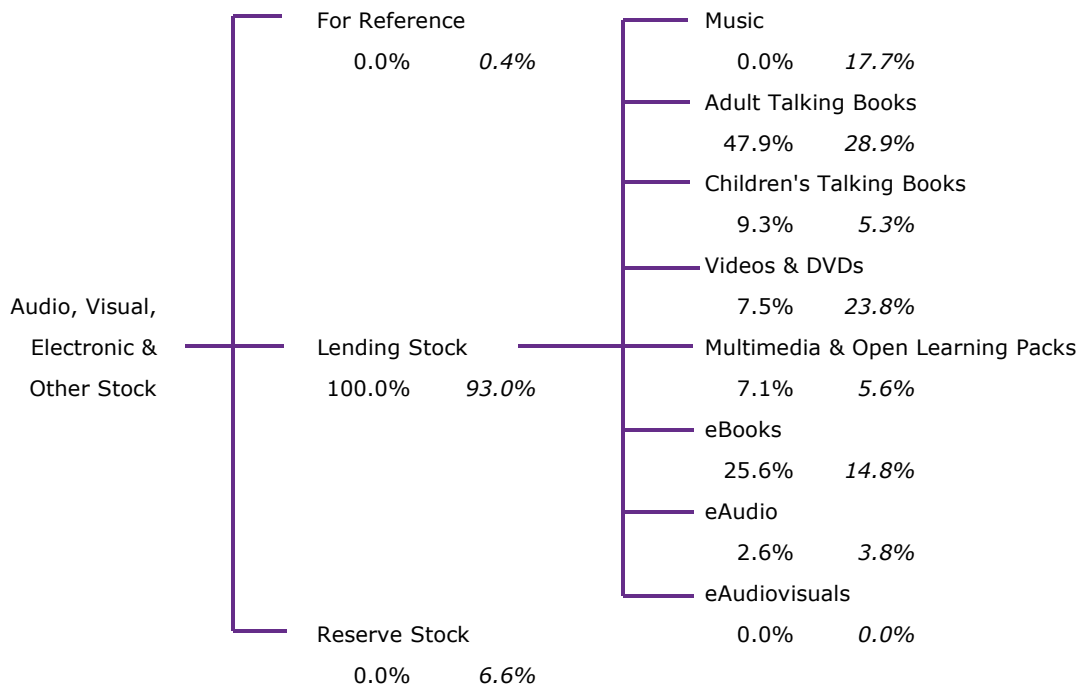 For Reference
0.0% 0.4%
Music
0.0% 17.7%
Adult Talking Books
47.9% 28.9%
Children's Talking Books
9.3% 5.3%
Videos & DVDs
7.5% 23.8%
Audio, Visual,
Electronic &
Other Stock
Lending Stock
100.0% 93.0%
Multimedia & Open Learning Packs
7.1% 5.6%
eBooks
25.6% 14.8%
eAudio
2.6% 3.8%
eAudiovisuals
0.0% 0.0%
Reserve Stock
0.0% 6.6%